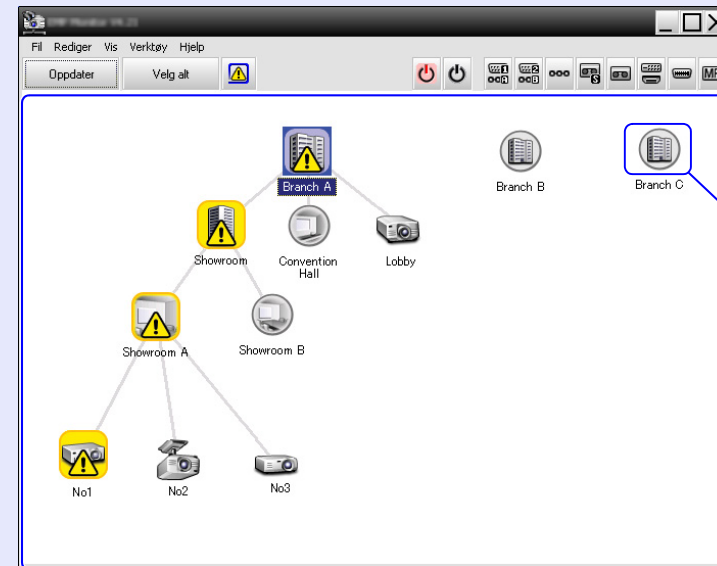 Fil Rediger Vis Verktøy Hjelp
Oppdater Velg alt
Branch A
Branch B
Branch C
Showroom
Convention
Hall
Lobby
Showroom A
Showroom B
No1
No2
No3